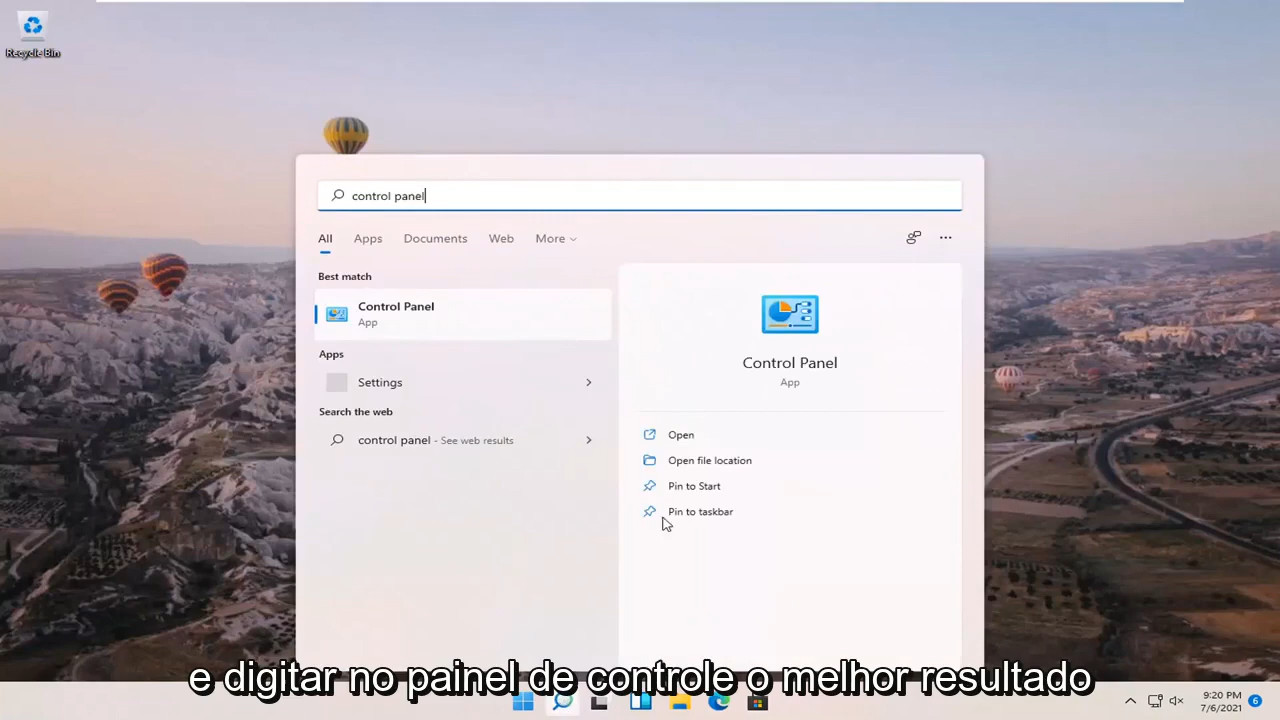 Recycle Bin
control panel
All Apps Documents Web More
Best match
Control Panel
App
Apps
Settings
Search the web
control panel - See web results
Control Panel
App
Open
Open file location
Pin to Start
Pin to taskbar
e digitar no painel de controle o melhor resultado
9:20 PM
7/6/2021
6